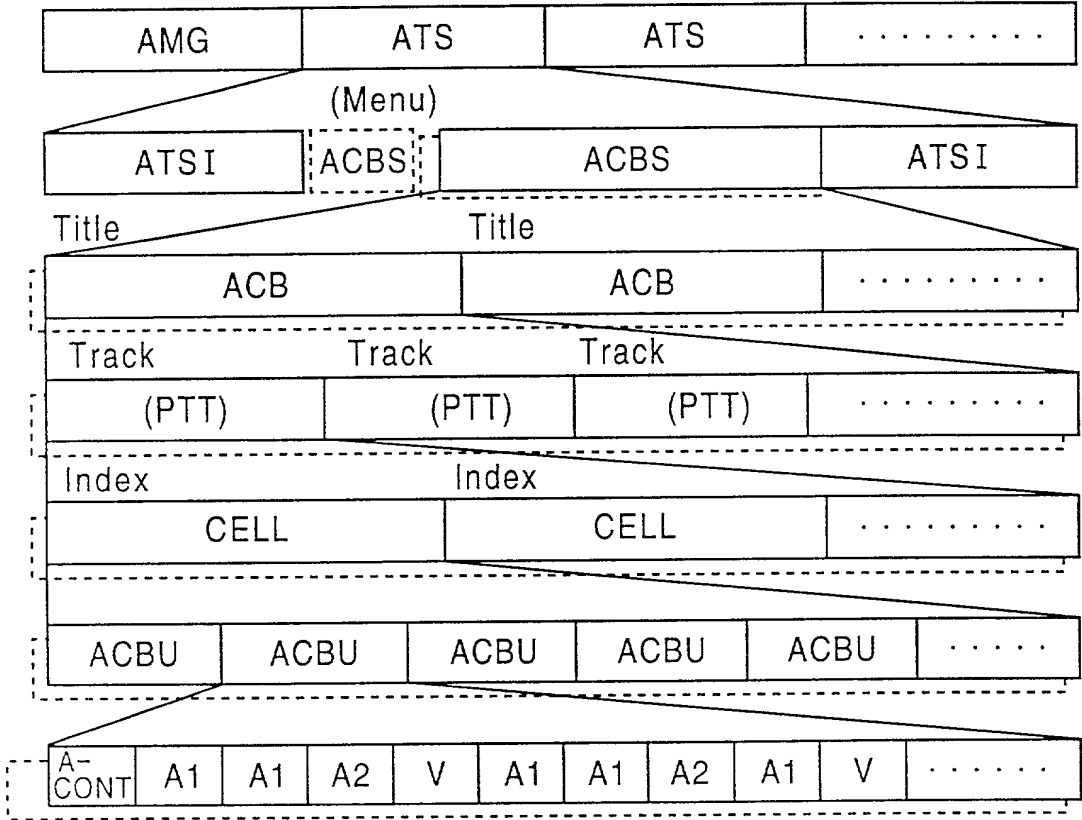 AMG ATS ATS .........
(Menu)
ATSI ACBS ACBS ATSI
Title Title
ACB ACB .........
Track Track Track
(PTT) (PTT) (PTT) .........
Index Index
CELL CELL .........
ACBU ACBU ACBU ACBU ACBU .....
A-
CONT A1 A1 A2 V A1 A1 A2 A1 V ......